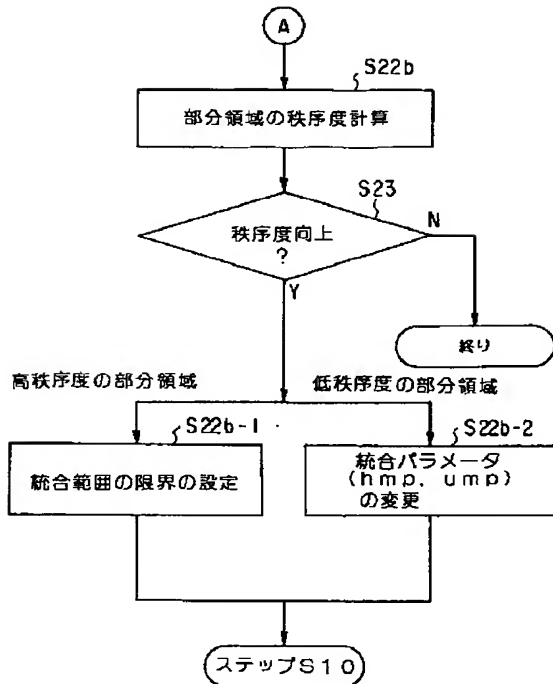 A
S22b
部分領域の秩序度計算
S23
秩序度向上
?
N
Y
終り
高秩序度の部分領域
低秩序度の部分領域
S22b-1
S22b-2
統合範囲の限界の設定
統合パラメータ
(hmp, ump)
の変更
ステップS10